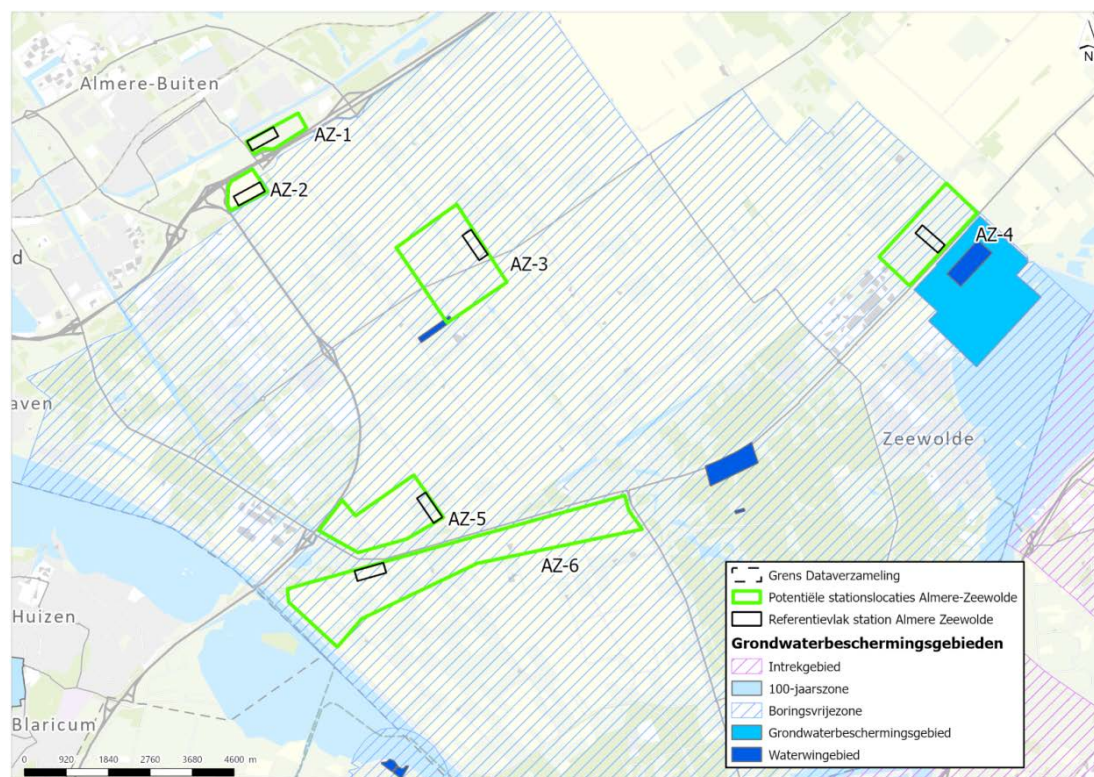 N
Almere-Buiten
AZ-1
AZ-2
d
AZ-3
AZ-4
aven
Zeewolde
AZ-5
AZ-6
Huizen
Blaricum
Grens Dataverzameling
Potentiële stationslocaties Almere-Zeewolde
Referentievlak station Almere Zeewolde
Grondwaterbeschermingsgebieden
Intrekgebied
100-jaarszone
Boringsvrijezone
Grondwaterbeschermingsgebied
Waterwingebied
0 920 1840 2760 3680 4600 m